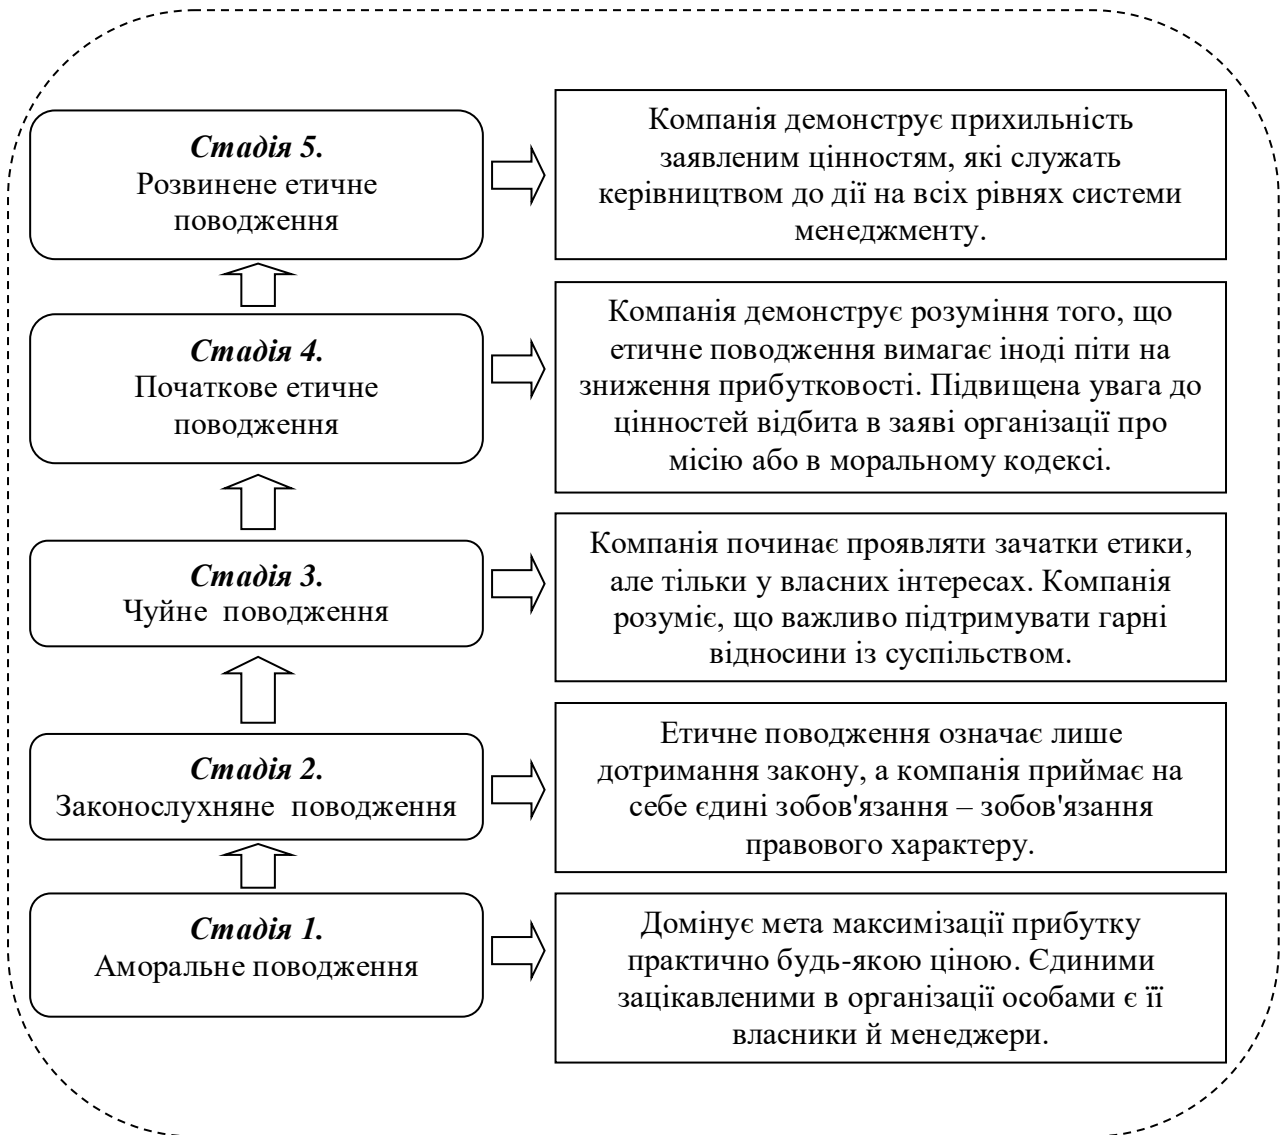 Стадія 5.
Розвинене етичне
поводження
Компанія демонструє прихильність
заявленим цінностям, які служать
керівництвом до дії на всіх рівнях системи
менеджменту.
Стадія 4.
Початкове етичне
поводження
Компанія демонструє розуміння того, що
етичне поводження вимагає іноді піти на
зниження прибутковості. Підвищена увага до
цінностей відбита в заяві організації про
місію або в моральному кодексі.
Стадія 3.
Чуйне поводження
Компанія починає проявляти зачатки етики,
але тільки у власних інтересах. Компанія
розуміє, що важливо підтримувати гарні
відносини із суспільством.
Стадія 2.
Законослухняне поводження
Етичне поводження означає лише
дотримання закону, а компанія приймає на
себе єдині зобов'язання – зобов'язання
правового характеру.
Стадія 1.
Аморальне поводження
Домінує мета максимізації прибутку
практично будь-якою ціною. Єдиними
зацікавленими в організації особами є її
власники й менеджери.